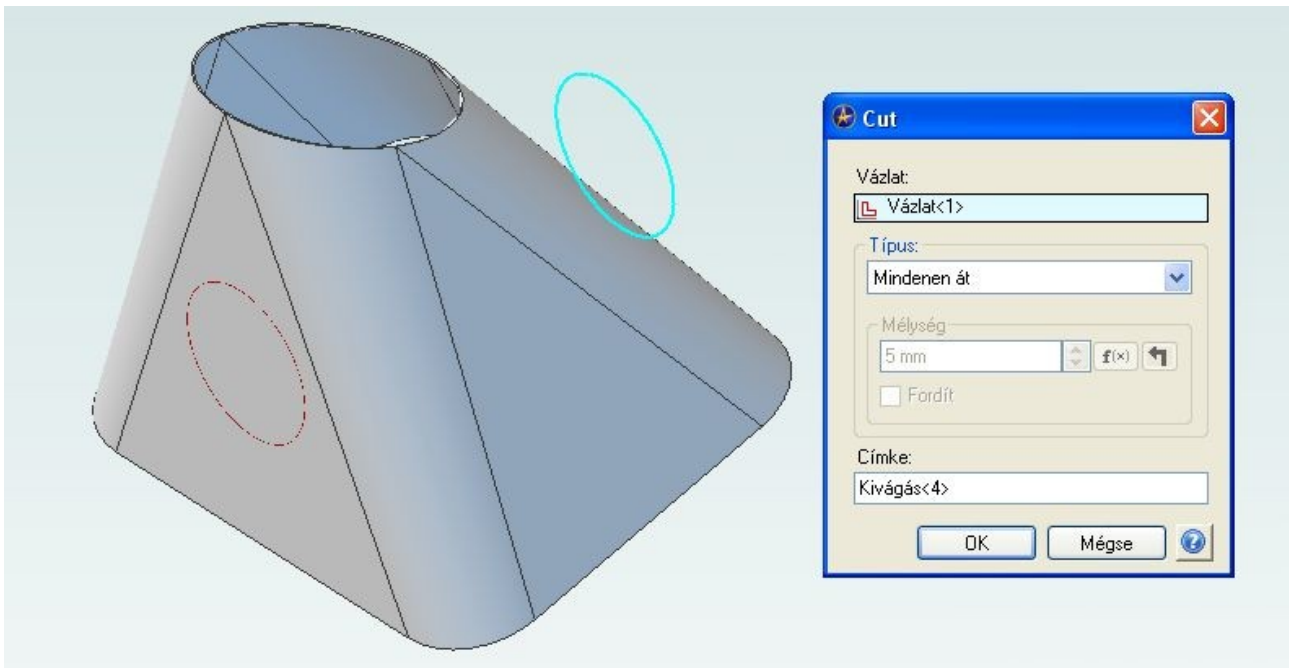 Cut
Vázlat:
Vázlat<1>
Típus:
Mindenen át
Mélység
5 mm
f(×)
Fordít
Címke:
Kivágás<4>
OK
Mégse
?